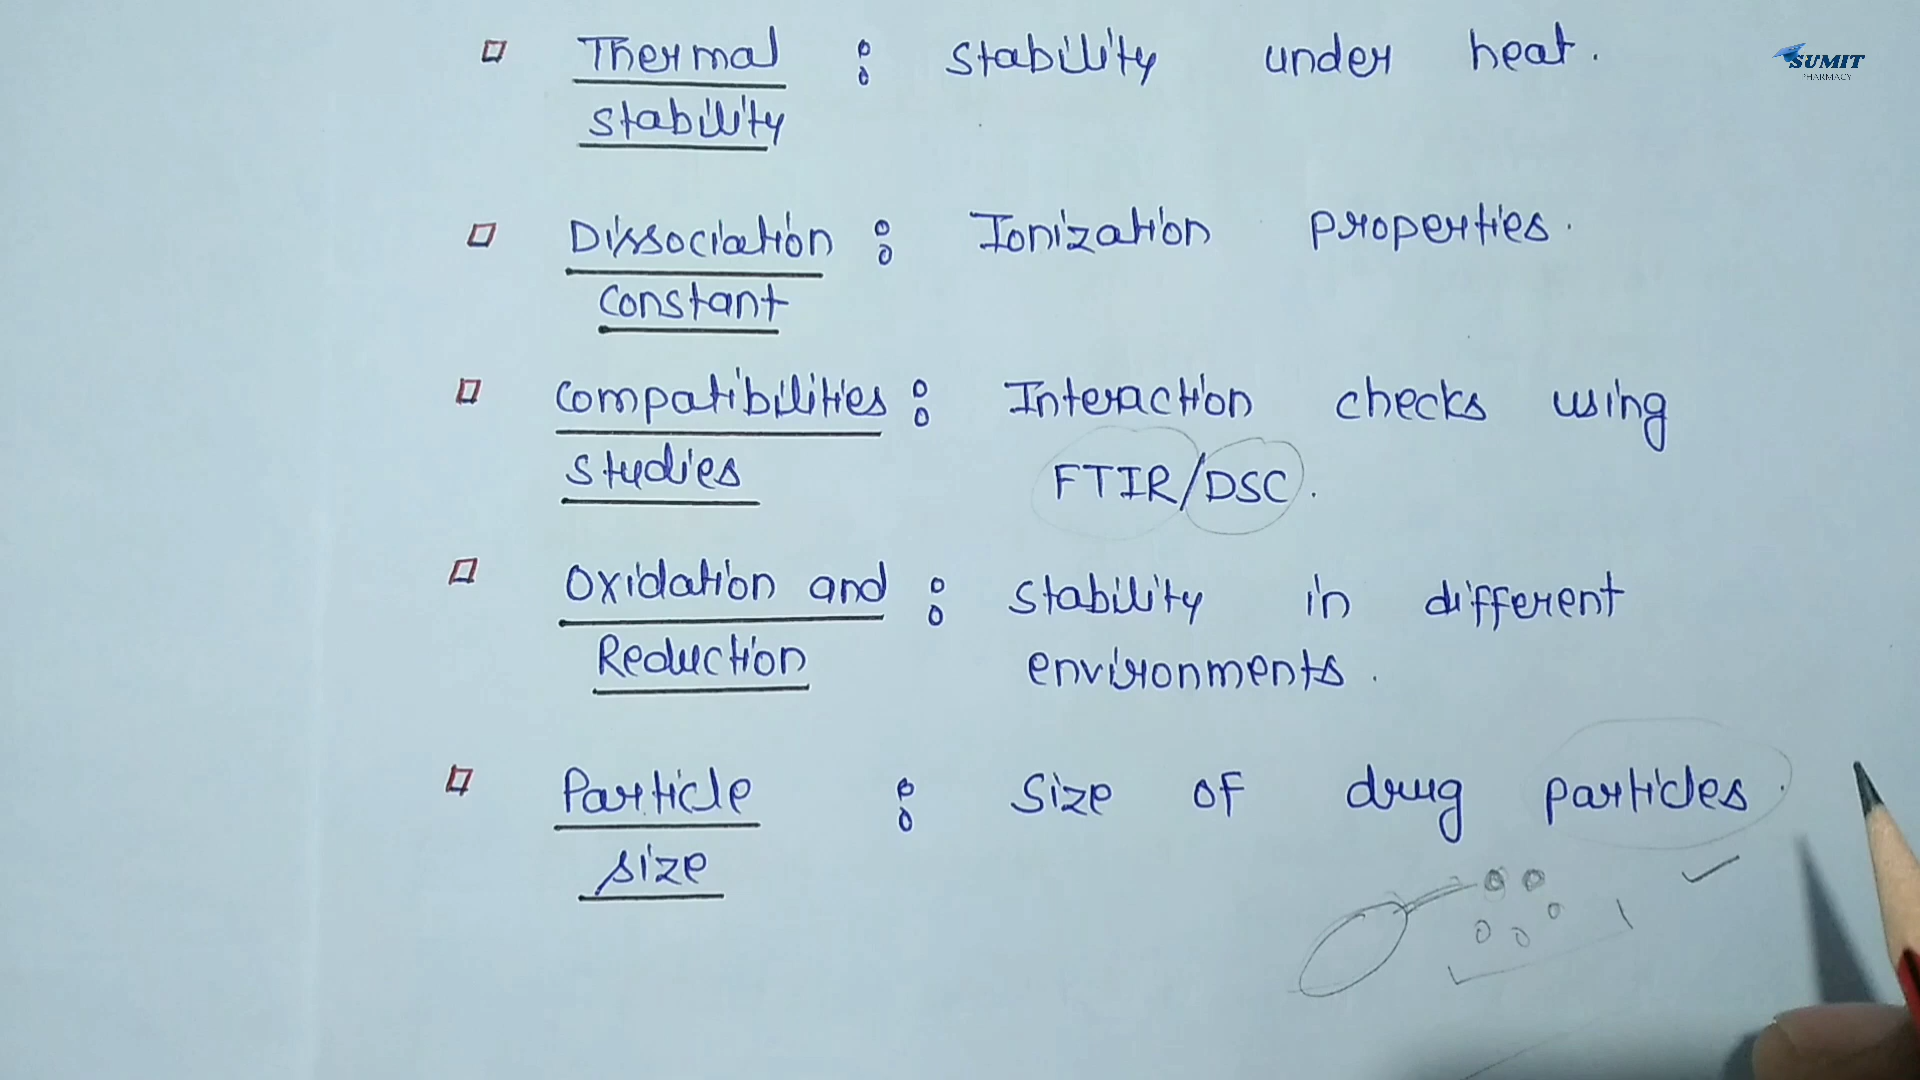 Thermal : Stability under heat.
stability
Dissociation : Ionization properties.
constant
Compatibilities : Interaction checks using
studies FTIR/DSC.
Oxidation and : Stability in different
Reduction environments.
Particle : Size of drug particles.
size
SUMIT
PHARMACY